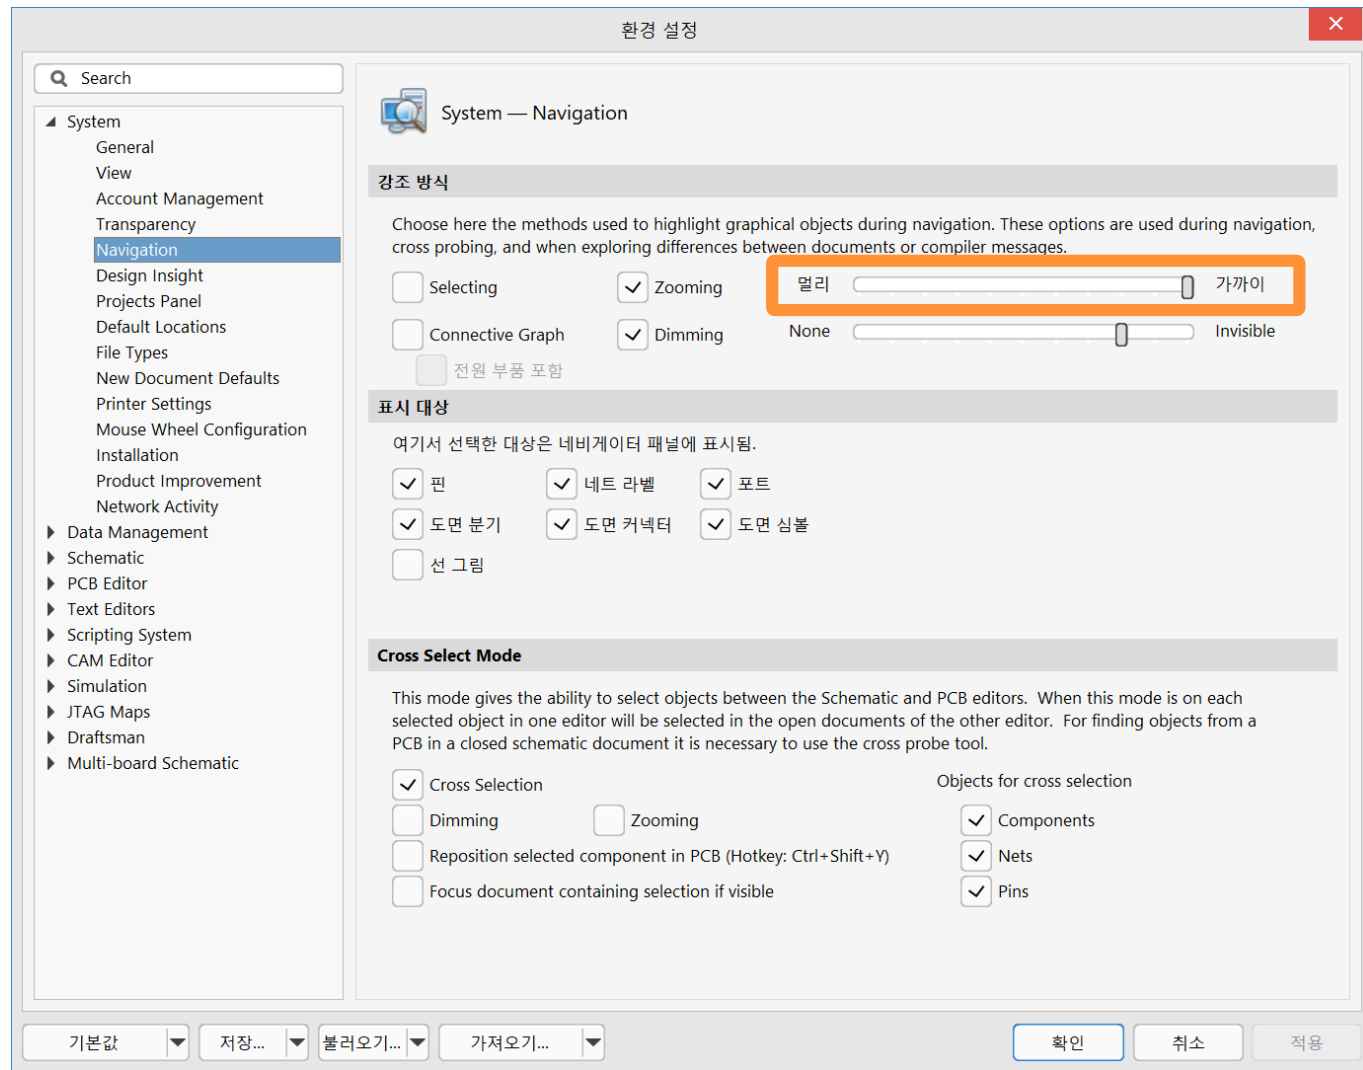 환경 설정
Search
System
General
View
Account Management
Transparency
Navigation
Design Insight
Projects Panel
Default Locations
File Types
New Document Defaults
Printer Settings
Mouse Wheel Configuration
Installation
Product Improvement
Network Activity
Data Management
Schematic
PCB Editor
Text Editors
Scripting System
CAM Editor
Simulation
JTAG Maps
Draftsman
Multi-board Schematic
System — Navigation
강조 방식
Choose here the methods used to highlight graphical objects during navigation. These options are used during navigation,
cross probing, and when exploring differences between documents or compiler messages.
Selecting Zooming 멀리 가까이
Connective Graph Dimming None Invisible
전원 부품 포함
표시 대상
여기서 선택한 대상은 네비게이터 패널에 표시됨.
핀 네트 라벨 포트
도면 분기 도면 커넥터 도면 심볼
선 그림
Cross Select Mode
This mode gives the ability to select objects between the Schematic and PCB editors.  When this mode is on each
selected object in one editor will be selected in the open documents of the other editor.  For finding objects from a
PCB in a closed schematic document it is necessary to use the cross probe tool.
Cross Selection Objects for cross selection
Dimming Zooming Components
Reposition selected component in PCB (Hotkey: Ctrl+Shift+Y) Nets
Focus document containing selection if visible Pins
기본값 저장... 불러오기... 가져오기... 확인 취소 적용